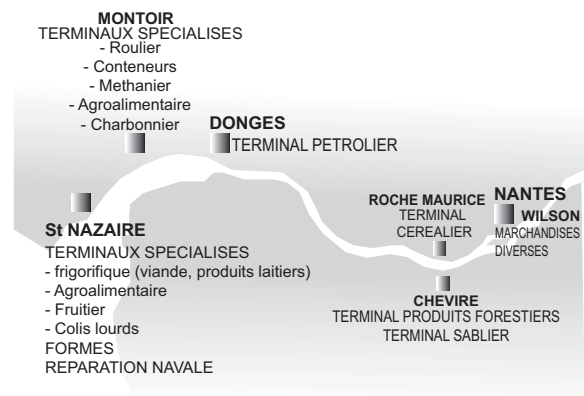 MONTOIR
TERMINAUX SPECIALISES
- Roulier
- Conteneurs
- Methanier
- Agroalimentaire
- Charbonnier
DONGES
TERMINAL PETROLIER
ROCHE MAURICE
TERMINAL
CEREALIER
NANTES
WILSON
MARCHANDISES
DIVERSES
St NAZAIRE
TERMINAUX SPECIALISES
- frigorifique (viande, produits laitiers)
- Agroalimentaire
- Fruitier
- Colis lourds
FORMES
REPARATION NAVALE
CHEVIRE
TERMINAL PRODUITS FORESTIERS
TERMINAL SABLIER